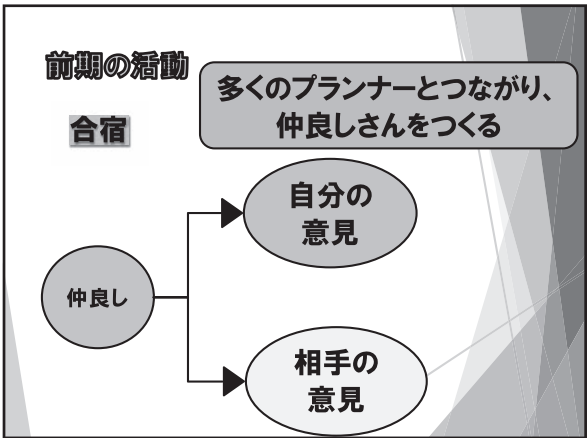 前期の活動
多くのプランナーとつながり、
仲良しさんをつくる
合宿
自分の
意見
仲良し
相手の
意見